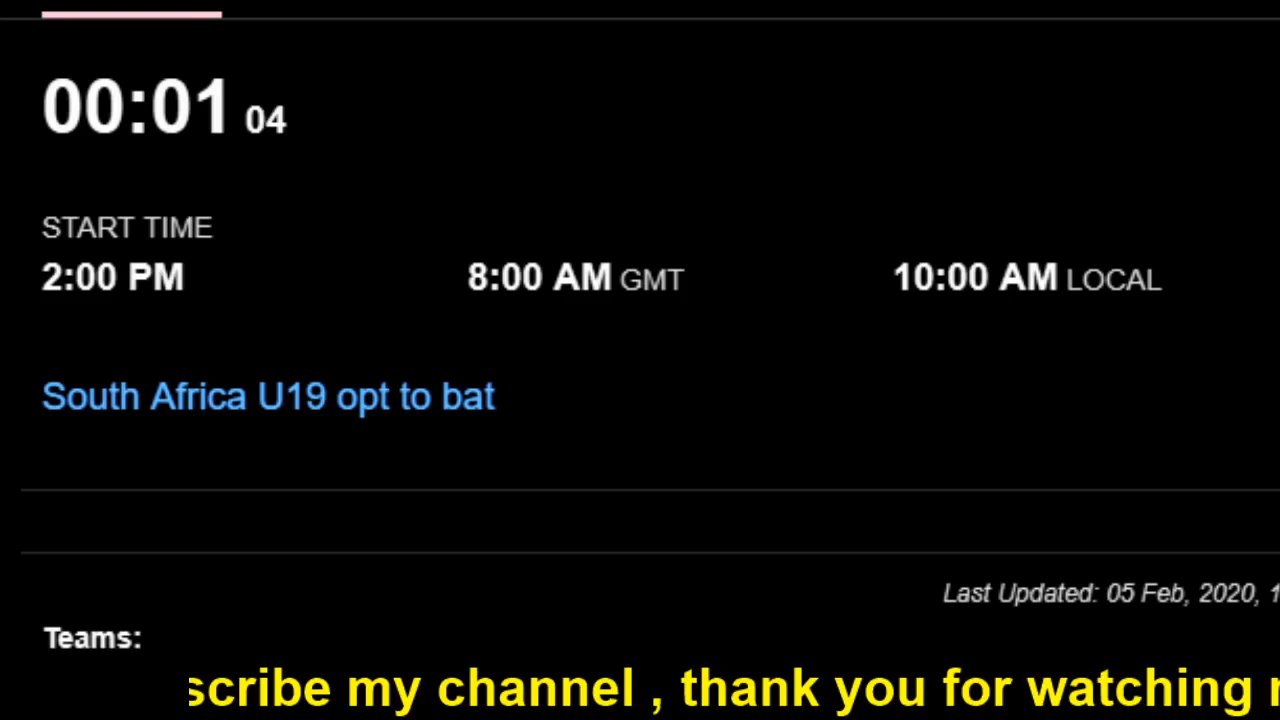 00:01 04
START TIME
2:00 PM 8:00 AM GMT 10:00 AM LOCAL
South Africa U19 opt to bat
Last Updated: 05 Feb, 2020,
Teams:
scribe my channel , thank you for watching